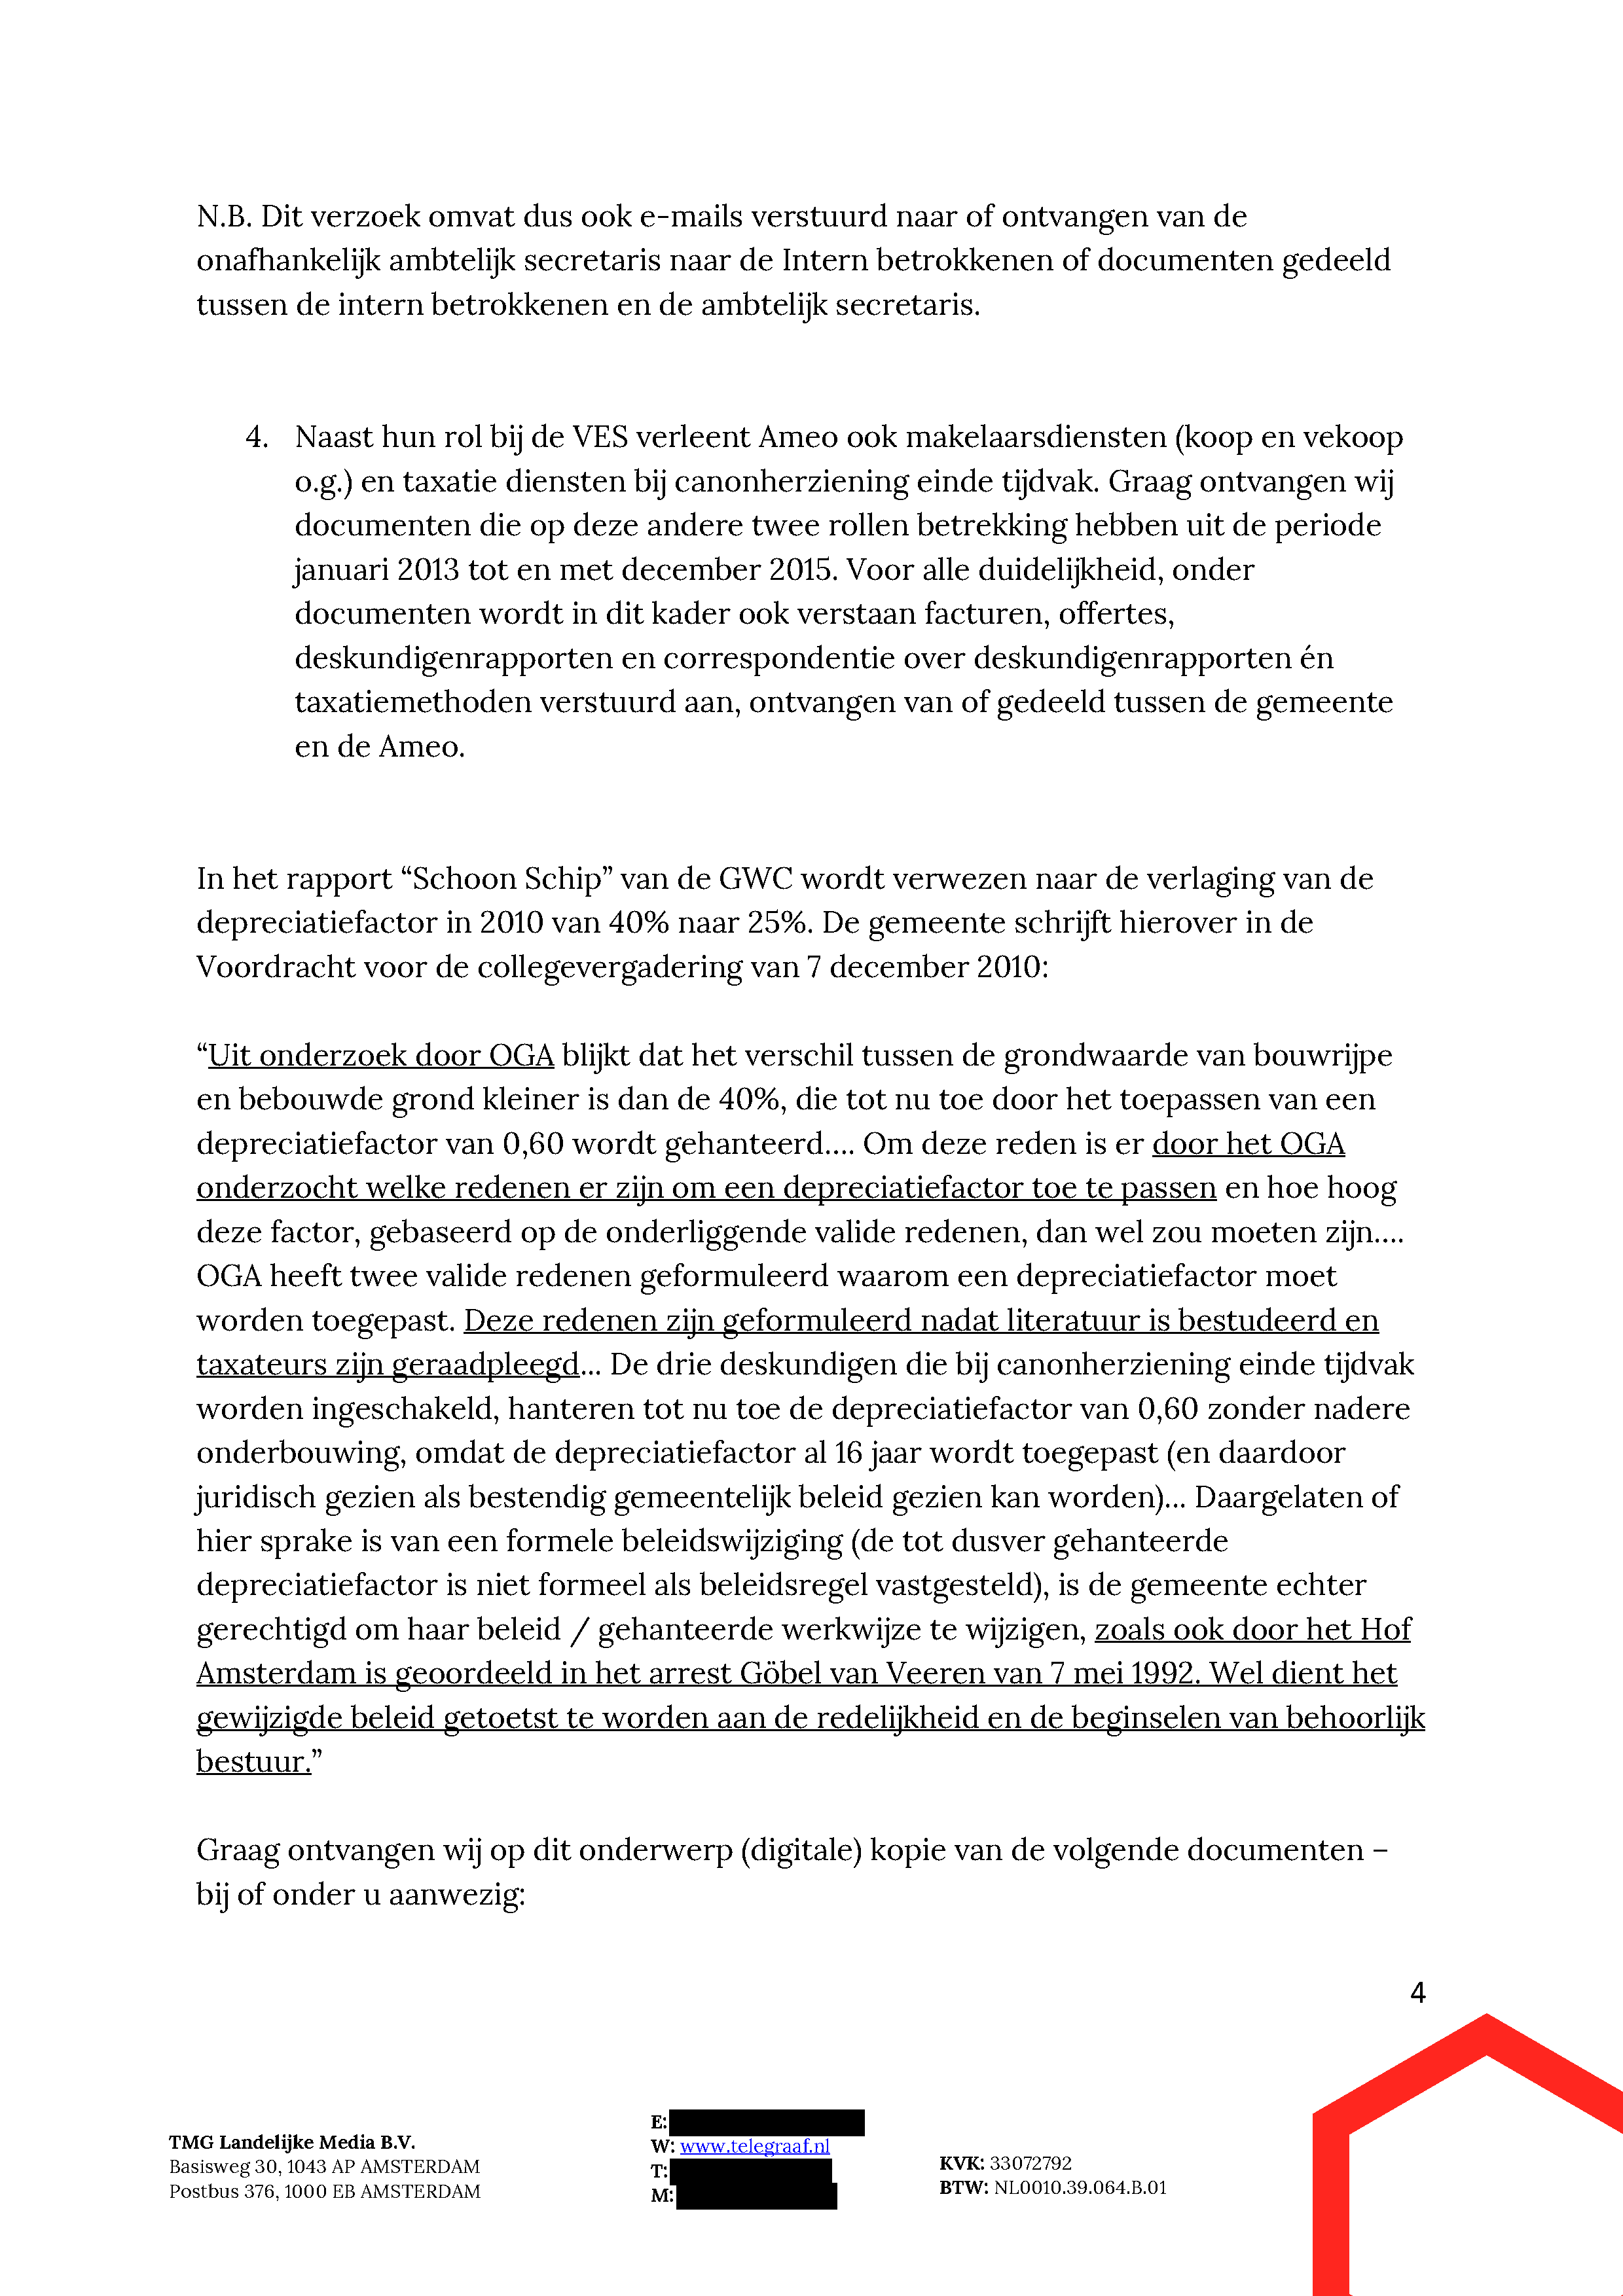 N.B. Dit verzoek omvat dus ook e-mails verstuurd naar of ontvangen van de
onafhankelijk ambtelijk secretaris naar de Intern betrokkenen of documenten gedeeld
tussen de intern betrokkenen en de ambtelijk secretaris.
4. Naast hun rol bij de VES verleent Ameo ook makelaarsdiensten (koop en vekoop
o.g.) en taxatie diensten bij canonherziening einde tijdvak. Graag ontvangen wij
documenten die op deze andere twee rollen betrekking hebben uit de periode
januari 2013 tot en met december 2015. Voor alle duidelijkheid, onder
documenten wordt in dit kader ook verstaan facturen, offertes,
deskundigenrapporten en correspondentie over deskundigenrapporten én
taxatiemethoden verstuurd aan, ontvangen van of gedeeld tussen de gemeente
en de Ameo.
In het rapport “Schoon Schip” van de GWC wordt verwezen naar de verlaging van de
depreciatiefactor in 2010 van 40% naar 25%. De gemeente schrijft hierover in de
Voordracht voor de collegevergadering van 7 december 2010:
“Uit onderzoek door OGA blijkt dat het verschil tussen de grondwaarde van bouwrijpe
en bebouwde grond kleiner is dan de 40%, die tot nu toe door het toepassen van een
depreciatiefactor van 0,60 wordt gehanteerd…. Om deze reden is er door het OGA
onderzocht welke redenen er zijn om een depreciatiefactor toe te passen en hoe hoog
deze factor, gebaseerd op de onderliggende valide redenen, dan wel zou moeten zijn….
OGA heeft twee valide redenen geformuleerd waarom een depreciatiefactor moet
worden toegepast. Deze redenen zijn geformuleerd nadat literatuur is bestudeerd en
taxateurs zijn geraadpleegd… De drie deskundigen die bij canonherziening einde tijdvak
worden ingeschakeld, hanteren tot nu toe de depreciatiefactor van 0,60 zonder nadere
onderbouwing, omdat de depreciatiefactor al 16 jaar wordt toegepast (en daardoor
juridisch gezien als bestendig gemeentelijk beleid gezien kan worden)… Daargelaten of
hier sprake is van een formele beleidswijziging (de tot dusver gehanteerde
depreciatiefactor is niet formeel als beleidsregel vastgesteld), is de gemeente echter
gerechtigd om haar beleid / gehanteerde werkwijze te wijzigen, zoals ook door het Hof
Amsterdam is geoordeeld in het arrest Göbel van Veeren van 7 mei 1992. Wel dient het
gewijzigde beleid getoetst te worden aan de redelijkheid en de beginselen van behoorlijk
bestuur.”
Graag ontvangen wij op dit onderwerp (digitale) kopie van de volgende documenten –
bij of onder u aanwezig:
4
TMG Landelijke Media B.V.
Basisweg 30, 1043 AP AMSTERDAM
Postbus 376, 1000 EB AMSTERDAM
E:
W: www.telegraaf.nl
T:
M:
KVK: 33072792
BTW: NL0010.39.064.B.01